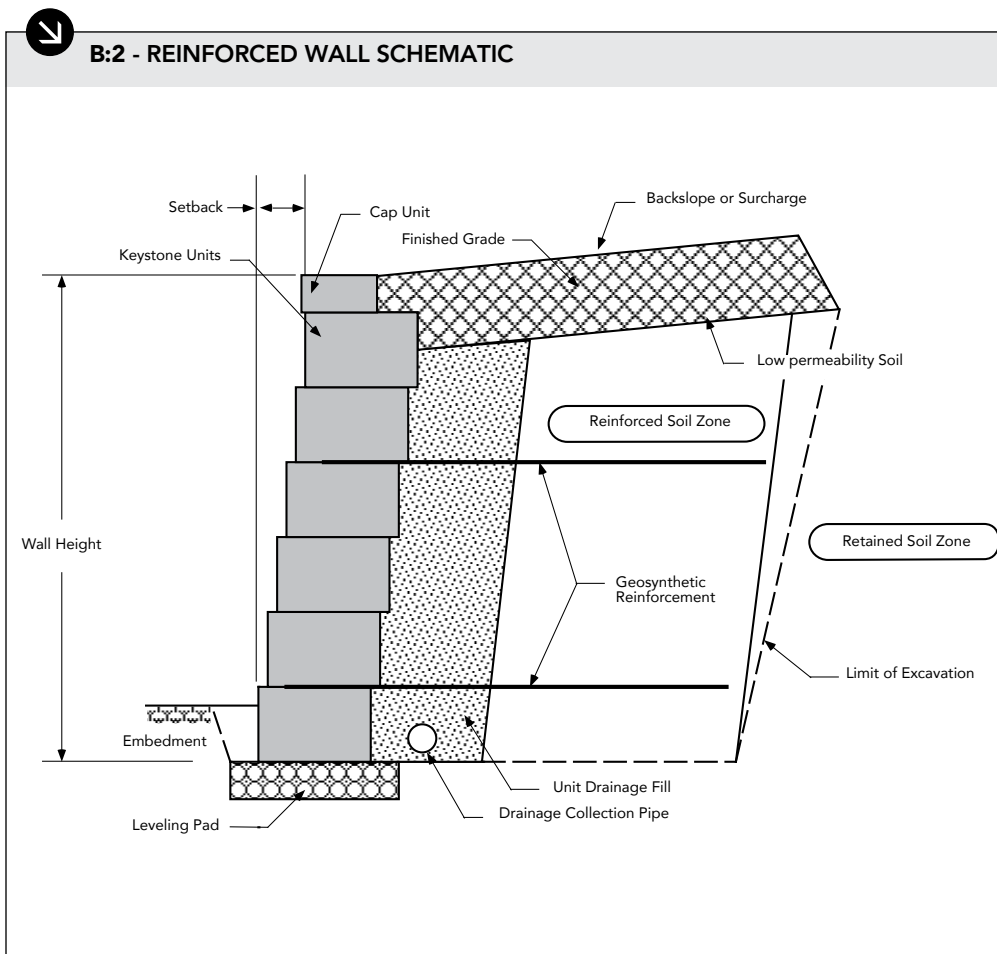 B:2 - REINFORCED WALL SCHEMATIC
Backslope or Surcharge
Setback
Cap Unit
Finished Grade
Keystone Units
Low permeability Soil
Reinforced Soil Zone
Wall Height
Retained Soil Zone
Geosynthetic
Reinforcement
Limit of Excavation
Embedment
Unit Drainage Fill
Drainage Collection Pipe
Leveling Pad